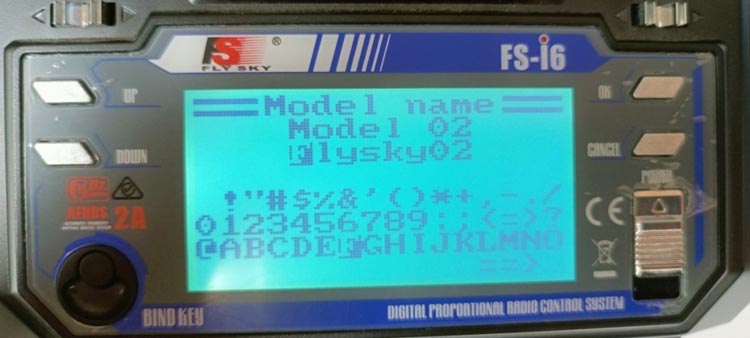 FS®
FLY SKY
FS-i6
UP
OK
DOWN
CANCEL
POWER
Model name
Model 02
Flysky02
!"#$%&'()*+,-./
0123456789:;<=>?
@ABCDEFGHIJKLMNO
==>
AFHDS
2A
CE
BIND KEY
DIGITAL PROPORTIONAL RADIO CONTROL SYSTEM